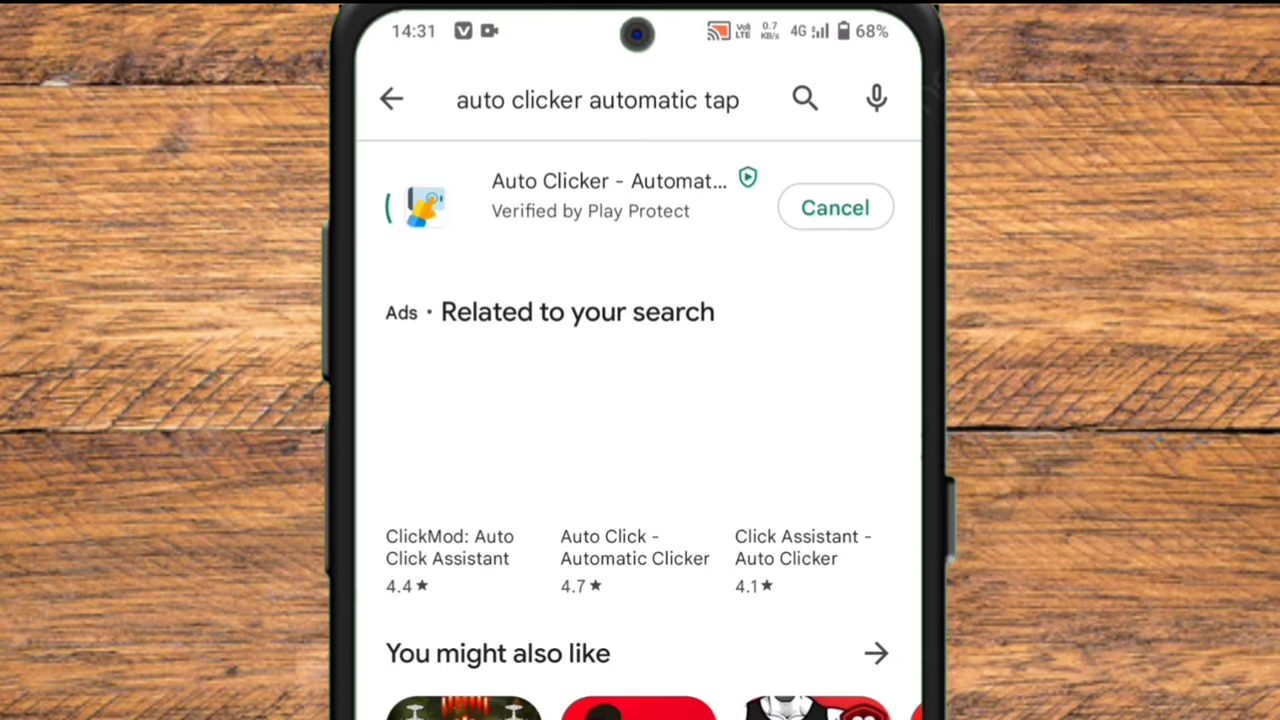 14:31
Vo) LTE
0.7 KB/s
4G
68%
auto clicker automatic tap
Auto Clicker - Automat...
Verified by Play Protect
Cancel
Ads • Related to your search
ClickMod: Auto Click Assistant
4.4★
Auto Click - Automatic Clicker
4.7★
Click Assistant - Auto Clicker
4.1★
You might also like